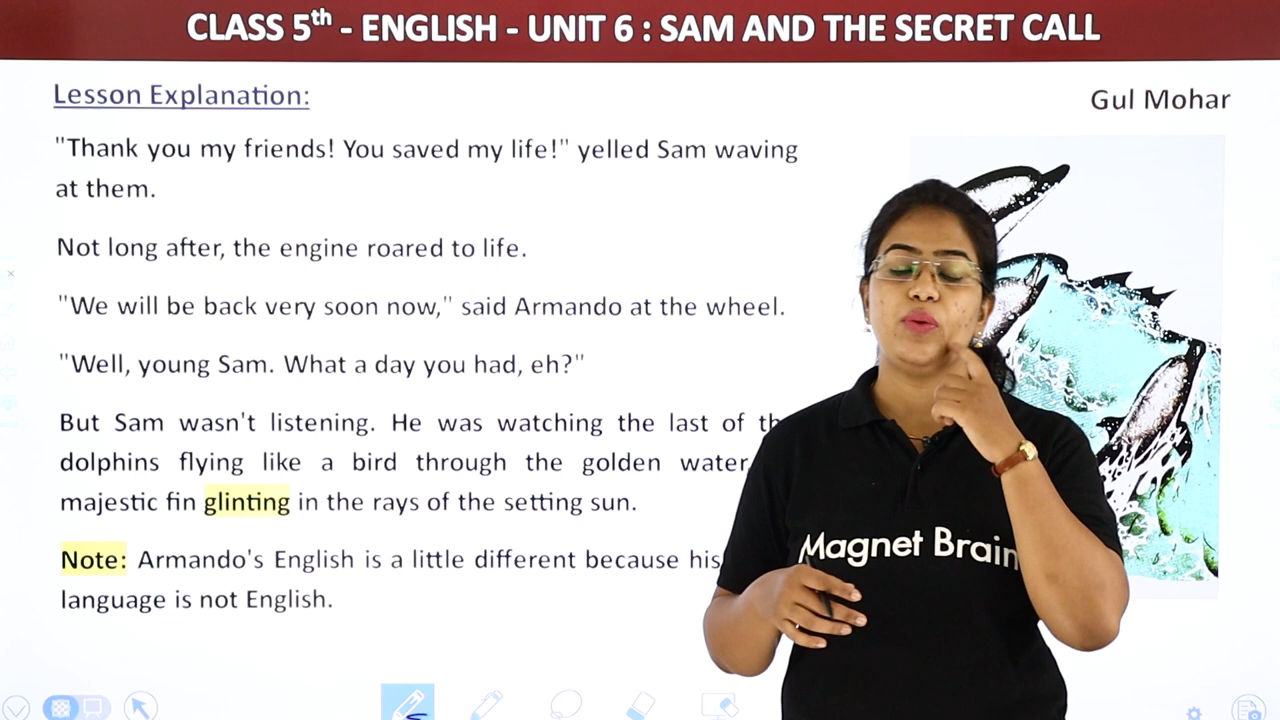 CLASS 5th - ENGLISH - UNIT 6 : SAM AND THE SECRET CALL
Lesson Explanation:
Gul Mohar
"Thank you my friends! You saved my life!" yelled Sam waving
at them.
Not long after, the engine roared to life.
"We will be back very soon now," said Armando at the wheel.
"Well, young Sam. What a day you had, eh?"
But Sam wasn't listening. He was watching the last of
dolphins flying like a bird through the golden water
majestic fin glinting in the rays of the setting sun.
Note: Armando's English is a little different because his
language is not English.
Magnet Brain